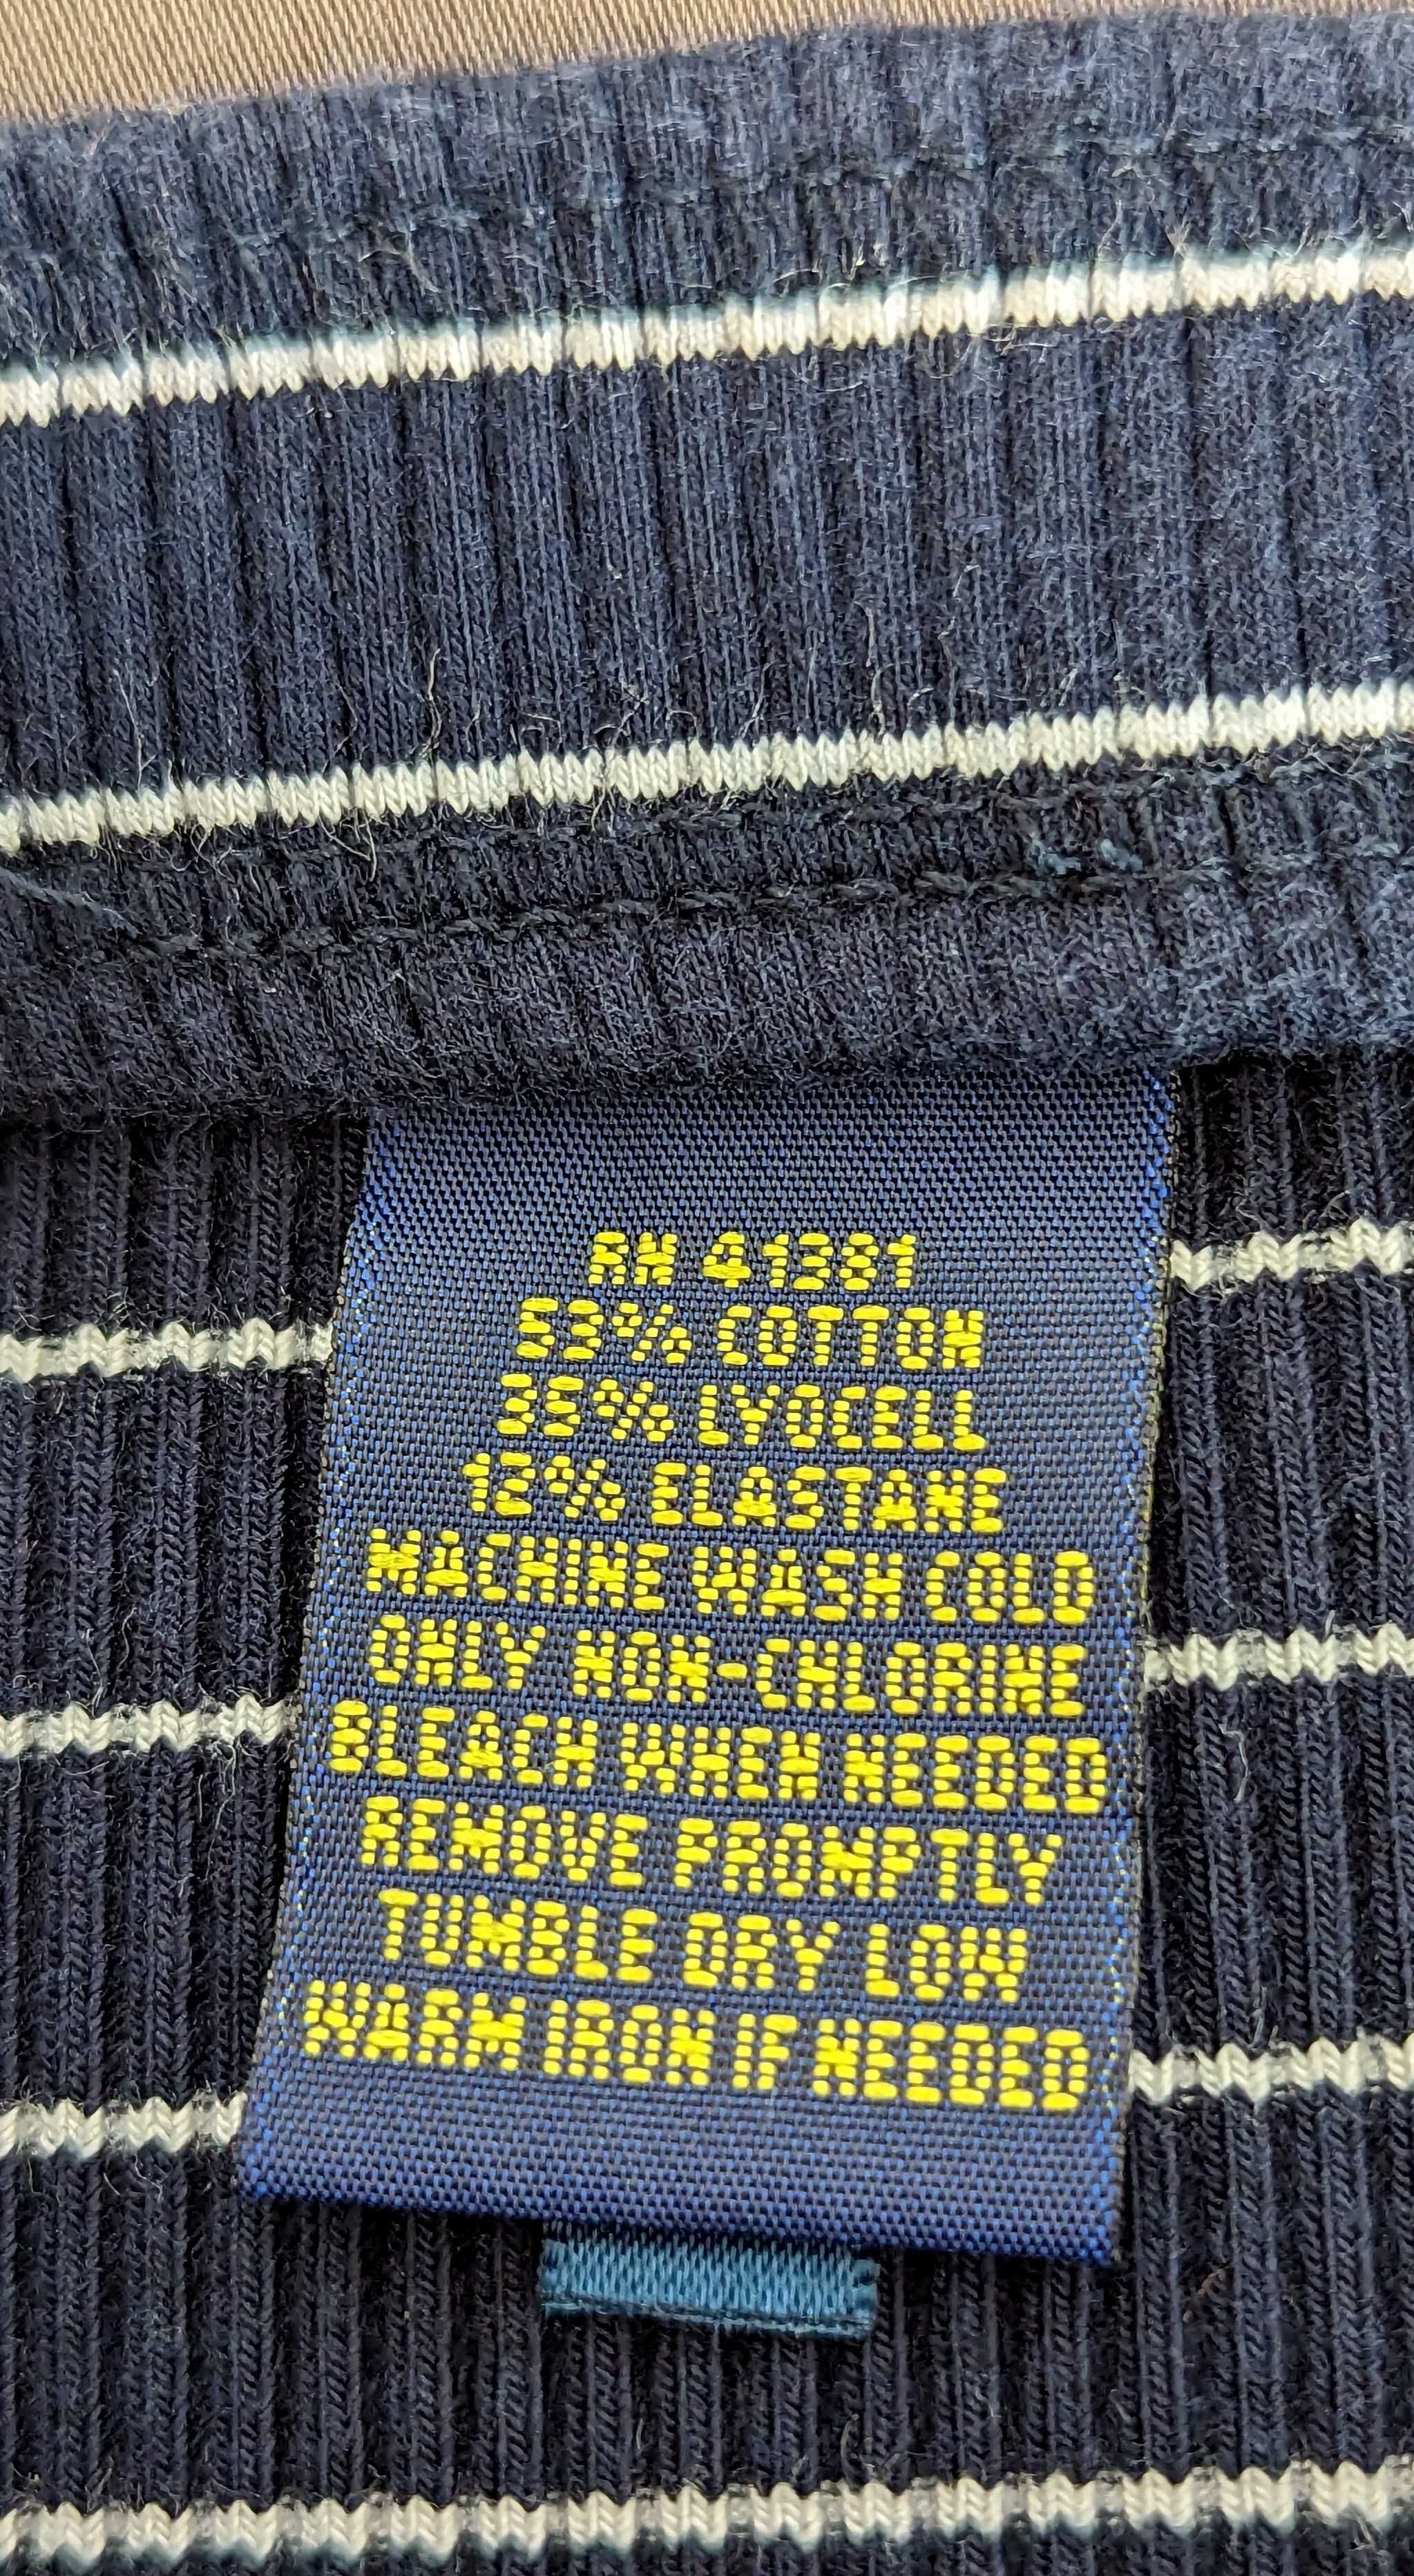 RN 41381
53% COTTON
35% LYOCELL
12% ELASTANE
MACHINE WASH COLD
ONLY NON-CHLORINE
BLEACH WHEN NEEDED
REMOVE PROMPTLY
TUMBLE DRY LOW
WARM IRON IF NEEDED